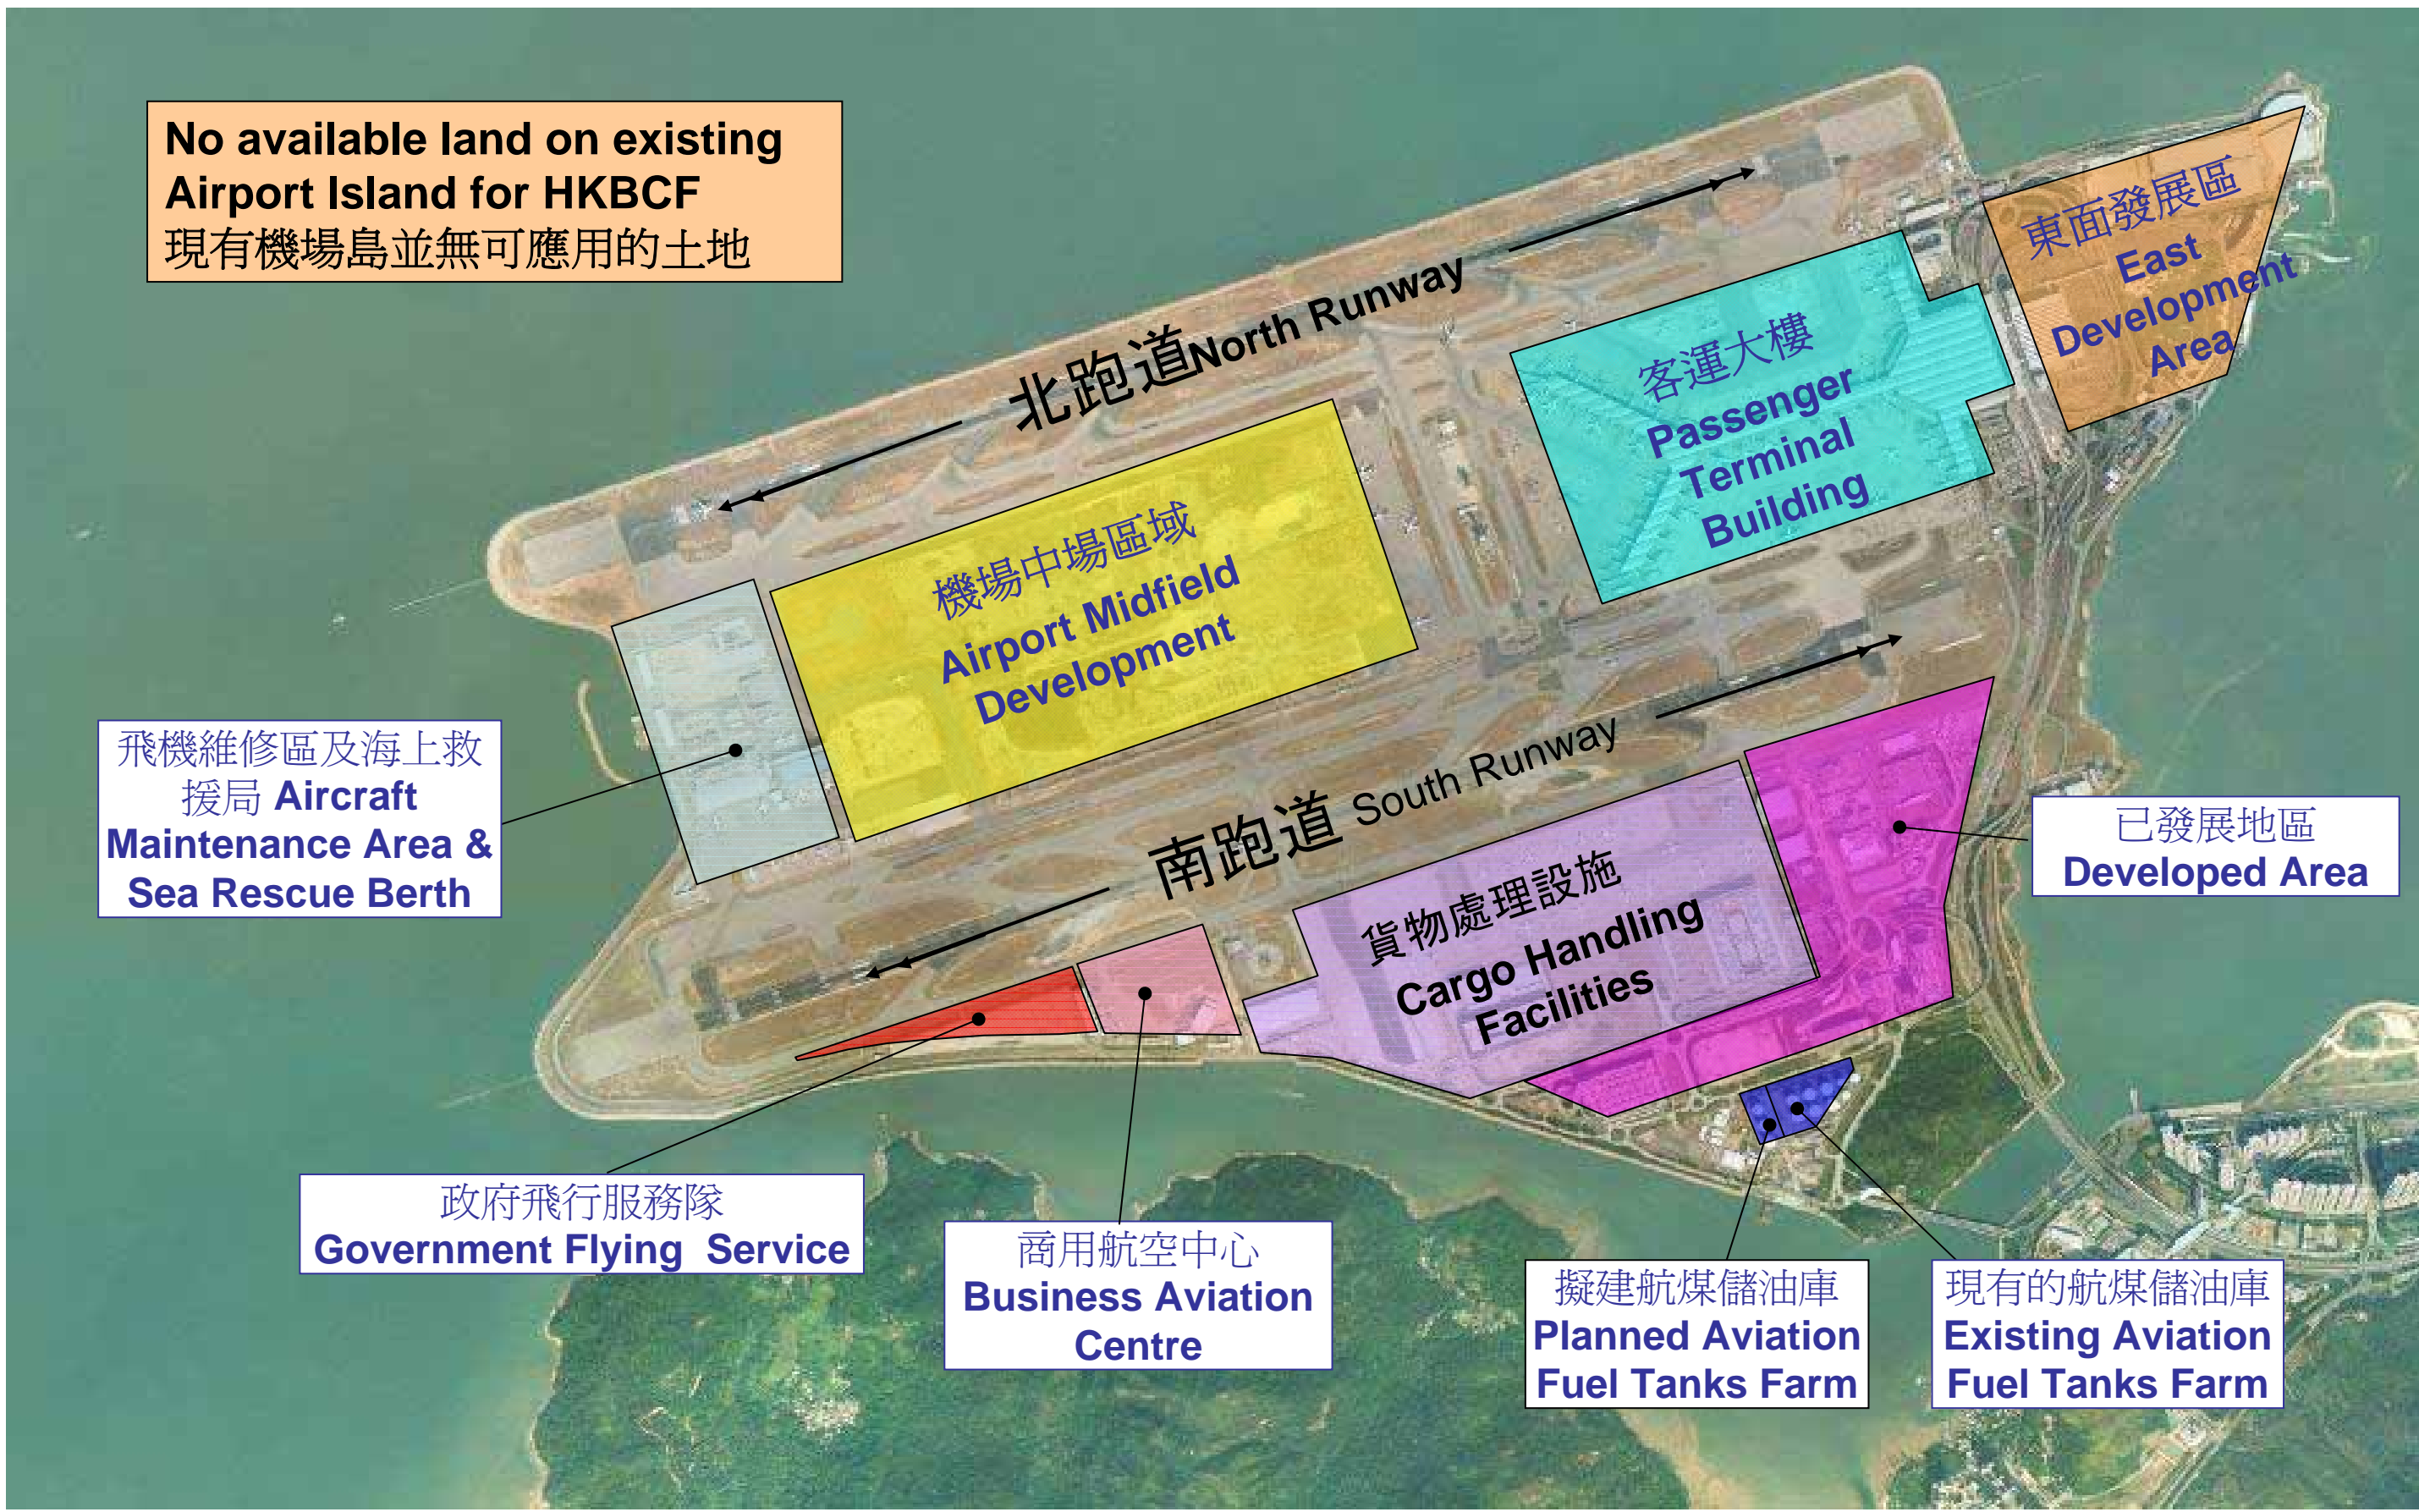 No available land on existing
Airport Island for HKBCF
現有機場島並無可應用的土地
東面發展區
East
Development
Area
北跑道North Runway
客運大樓
Passenger
Terminal
Building
機場中場區域
Airport Midfield
Development
南跑道 South Runway
飛機維修區及海上救
援局 Aircraft
Maintenance Area &
Sea Rescue Berth
已發展地區
Developed Area
貨物處理設施
Cargo Handling
Facilities
政府飛行服務隊
Government Flying Service
商用航空中心
Business Aviation
Centre
擬建航煤儲油庫
Planned Aviation
Fuel Tanks Farm
現有的航煤儲油庫
Existing Aviation
Fuel Tanks Farm